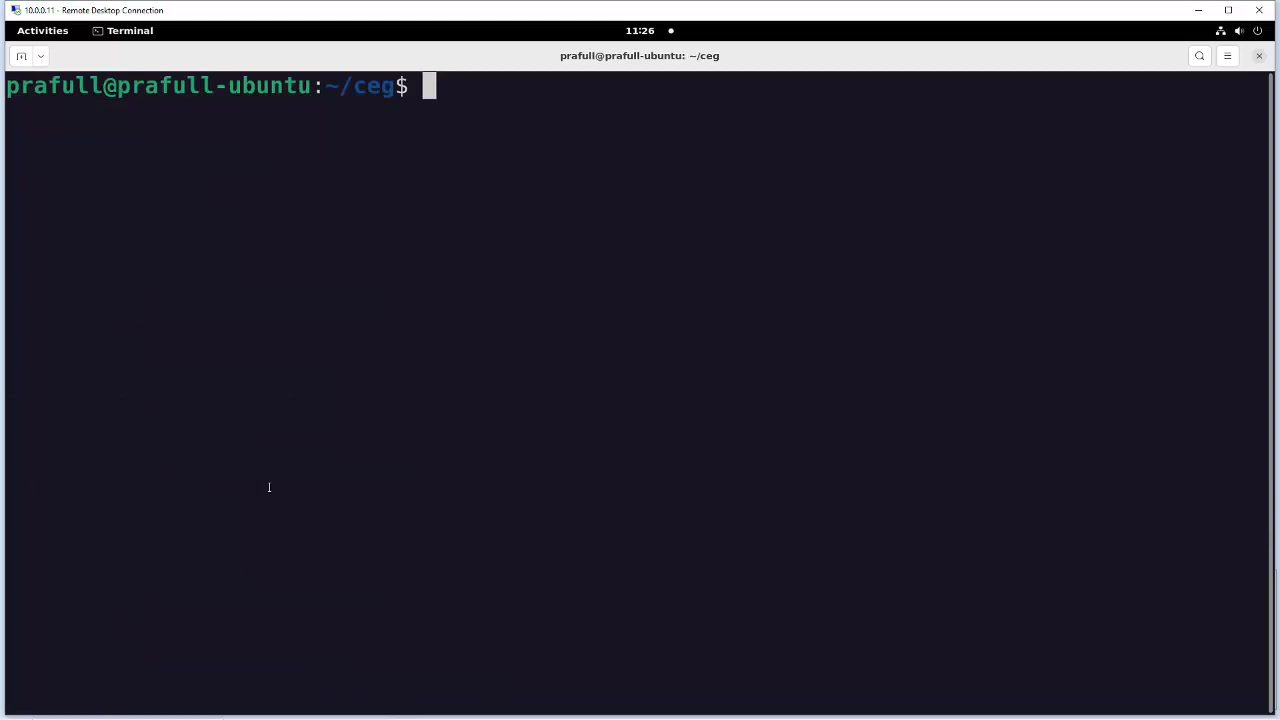 10.0.0.11 - Remote Desktop Connection
Activities Terminal 11:26
prafull@prafull-ubuntu: ~/ceg
prafull@prafull-ubuntu:~/ceg$